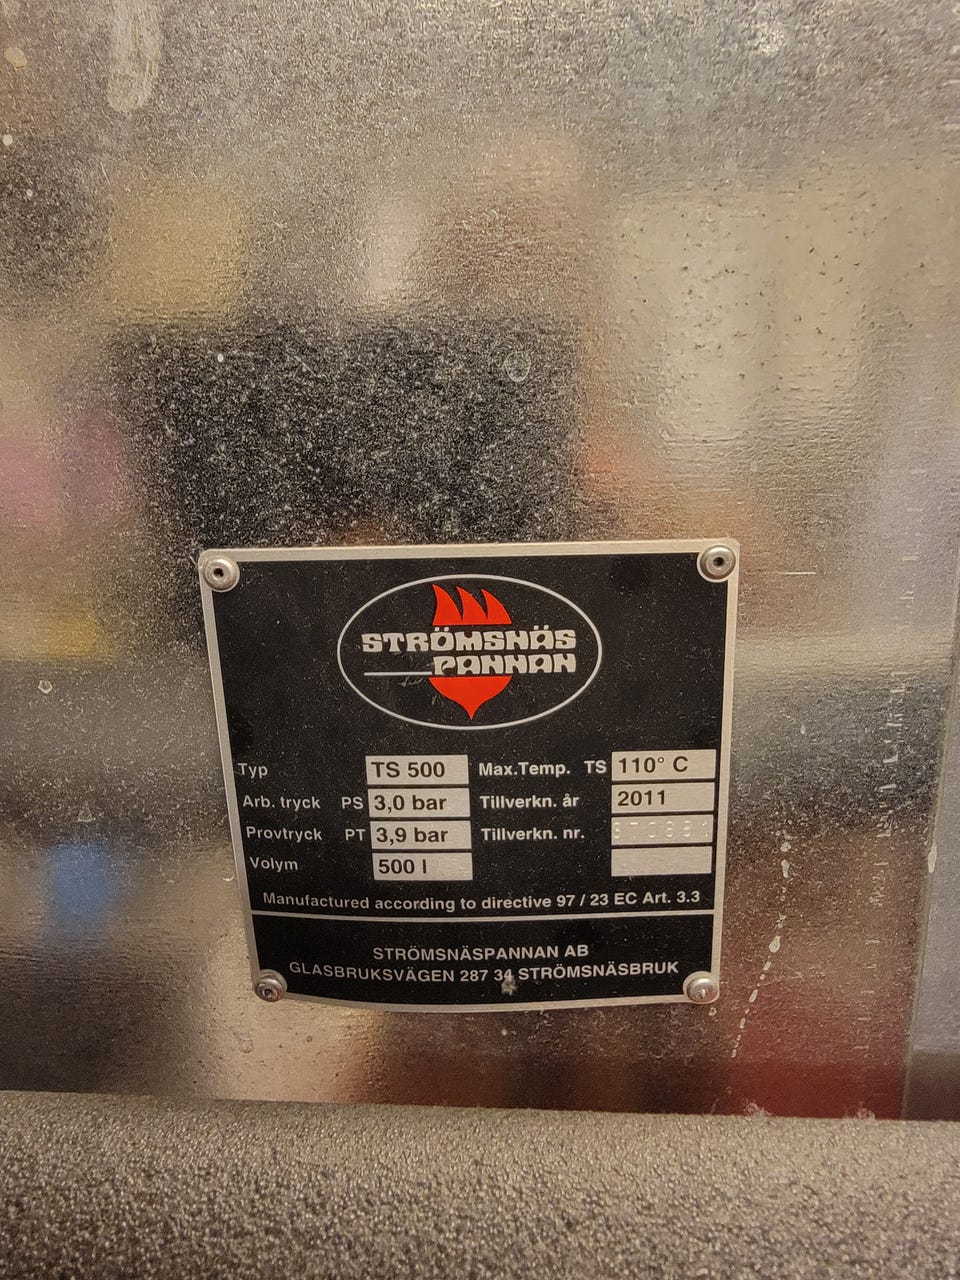 STRÖMSNÄS
PANNAN
Typ TS 500 Max.Temp. TS 110° C
Arb. tryck PS 3,0 bar Tillverkn. år 2011
Provtryck PT 3,9 bar Tillverkn. nr.
Volym 500 l
Manufactured according to directive 97 / 23 EC Art. 3.3
STRÖMSNÄSPANNAN AB
GLASBRUKSVÄGEN 287 34 STRÖMSNÄSBRUK